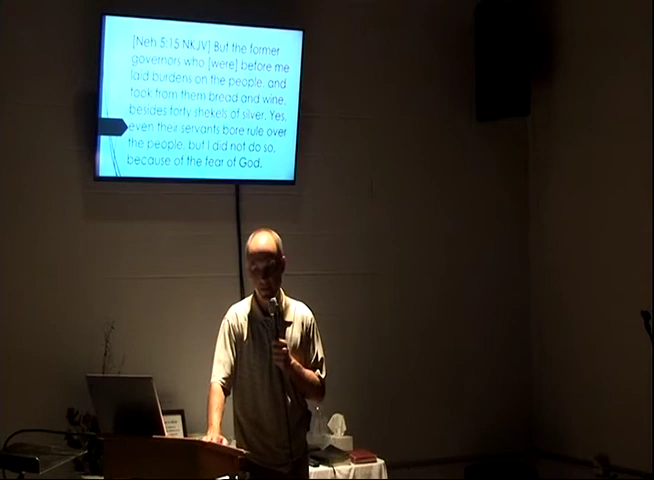 [Neh 5:15 NKJV] But the former
governors who [were] before me
laid burdens on the people, and
took from them bread and wine,
besides forty shekels of silver. Yes,
even their servants bore rule over
the people, but I did not do so,
because of the fear of God.